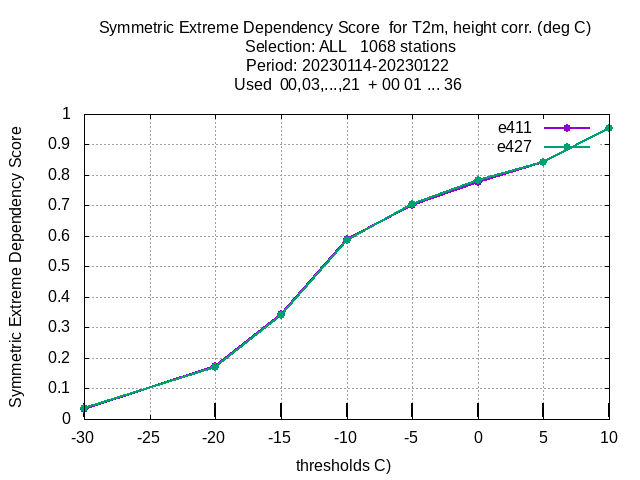 Symmetric Extreme Dependency Score  for T2m, height corr. (deg C)
Selection: ALL   1068 stations
Period: 20230114-20230122
Used  00,03,...,21  + 00 01 ... 36
Symmetric Extreme Dependency Score
1
0.9
0.8
0.7
0.6
0.5
0.4
0.3
0.2
0.1
0
e411
e427
-30 -25 -20 -15 -10 -5 0 5 10
thresholds C)